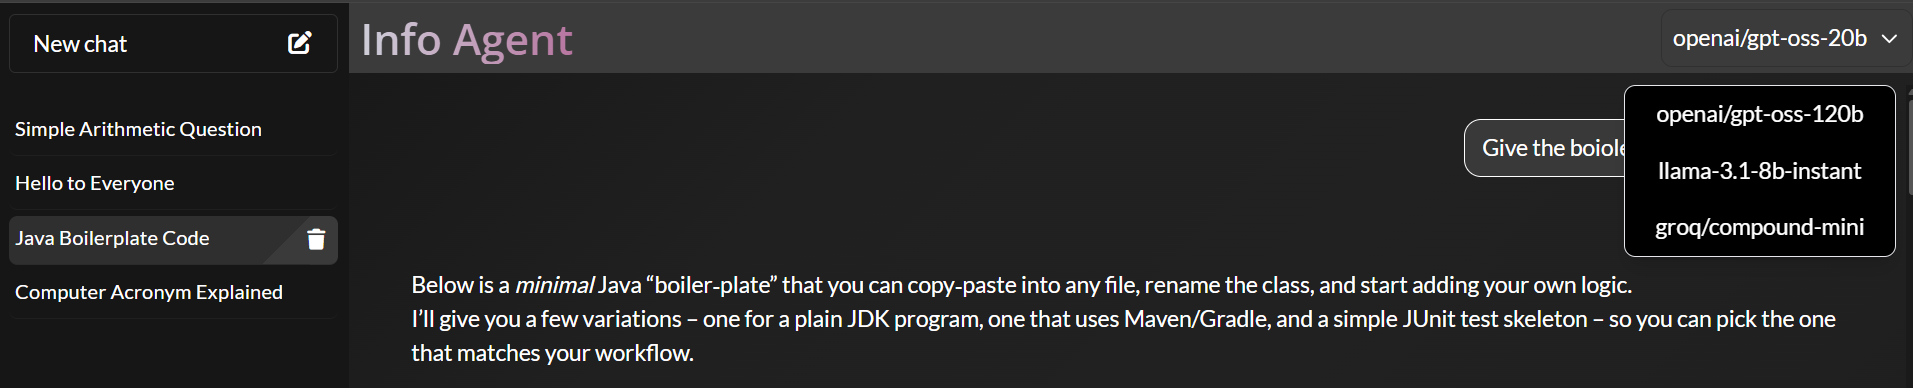 New chat
Simple Arithmetic Question
Hello to Everyone
Java Boilerplate Code
Computer Acronym Explained
Info Agent
openai/gpt-oss-20b
openai/gpt-oss-120b
llama-3.1-8b-instant
groq/compound-mini
Give the
Below is a minimal Java “boiler-plate” that you can copy-paste into any file, rename the class, and start adding your own logic.
I’ll give you a few variations – one for a plain JDK program, one that uses Maven/Gradle, and a simple JUnit test skeleton – so you can pick the one
that matches your workflow.